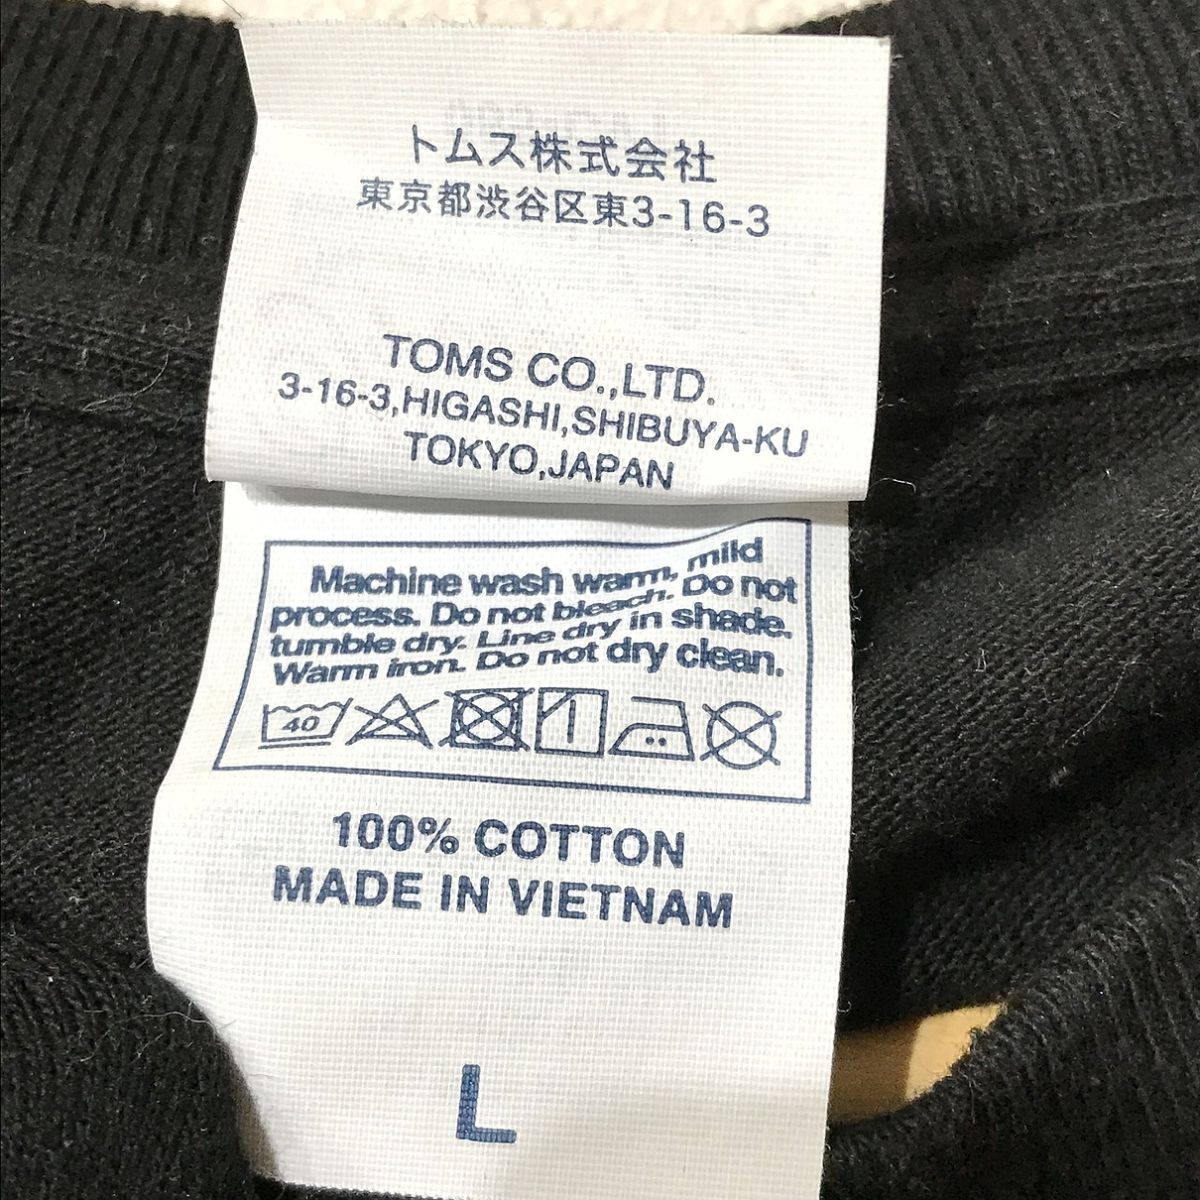 トムス株式会社
東京都渋谷区東3-16-3
TOMS CO.,LTD.
3-16-3,HIGASHI,SHIBUYA-KU
TOKYO,JAPAN
Machine wash warm, mild
process. Do not bleach. Do not
tumble dry. Line dry in shade.
Warm iron. Do not dry clean.
40
100% COTTON
MADE IN VIETNAM
L